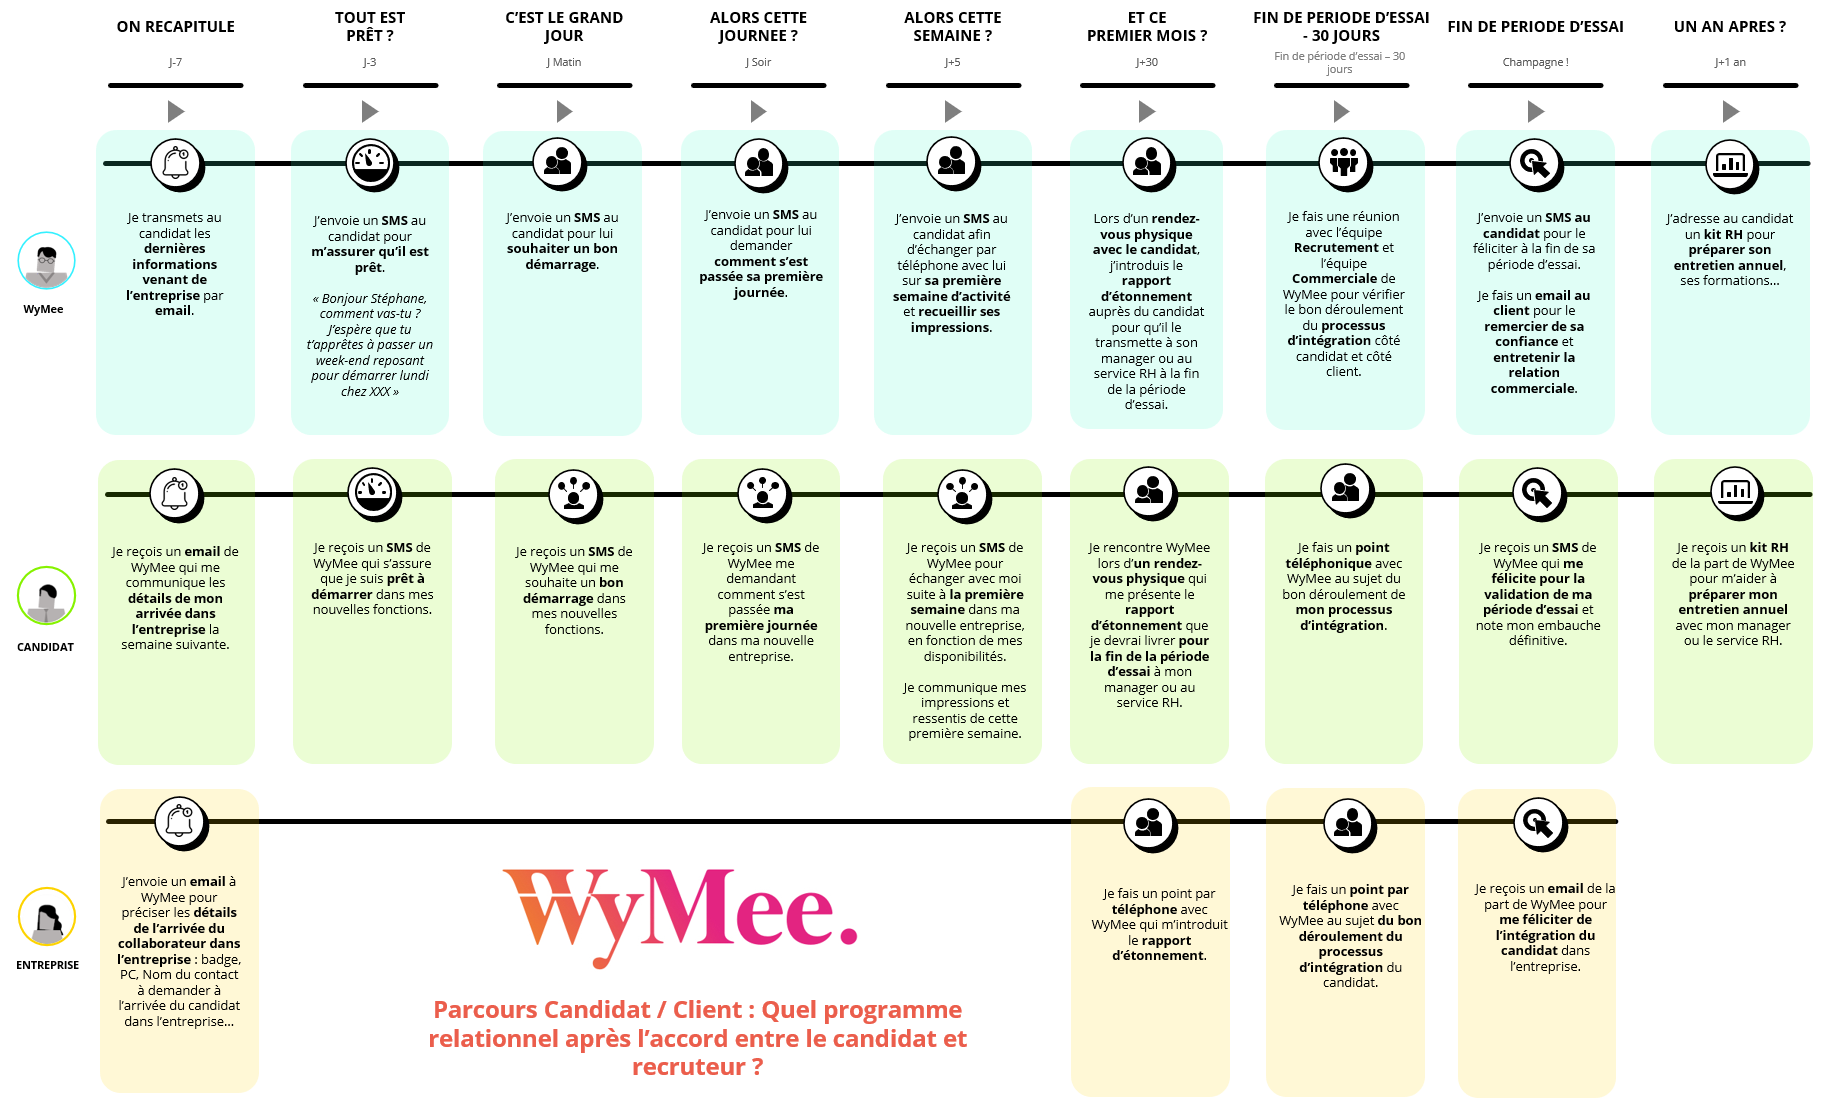 ON RECAPITULE
J-7
TOUT EST
PRÊT ?
J-3
C’EST LE GRAND
JOUR
J Matin
ALORS CETTE
JOURNEE ?
J Soir
ALORS CETTE
SEMAINE ?
J+5
ET CE
PREMIER MOIS ?
J+30
FIN DE PERIODE D’ESSAI
- 30 JOURS
Fin de période d’essai – 30
jours
FIN DE PERIODE D’ESSAI
Champagne !
UN AN APRES ?
J+1 an
WyMee
Je transmets au
candidat les
dernières
informations
venant de
l’entreprise par
email.
J’envoie un SMS au
candidat pour
m’assurer qu’il est
prêt.
« Bonjour Stéphane,
comment vas-tu ?
J’espère que tu
t’apprêtes à passer un
week-end reposant
pour démarrer lundi
chez XXX »
J’envoie un SMS au
candidat pour lui
souhaiter un bon
démarrage.
J’envoie un SMS au
candidat pour lui
demander
comment s’est
passée sa première
journée.
J’envoie un SMS au
candidat afin
d’échanger par
téléphone avec lui
sur sa première
semaine d’activité
et recueillir ses
impressions.
Lors d’un rendez-
vous physique
avec le candidat,
j’introduis le
rapport
d’étonnement
auprès du candidat
pour qu’il le
transmette à son
manager ou au
service RH à la fin
de la période
d’essai.
Je fais une réunion
avec l’équipe
Recrutement et
l’équipe
Commerciale de
WyMee pour vérifier
le bon déroulement
du processus
d’intégration côté
candidat et côté
client.
J’envoie un SMS au
candidat pour le
féliciter à la fin de sa
période d’essai.
Je fais un email au
client pour le
remercier de sa
confiance et
entretenir la
relation
commerciale.
J’adresse au candidat
un kit RH pour
préparer son
entretien annuel,
ses formations...
CANDIDAT
Je reçois un email de
WyMee qui me
communique les
détails de mon
arrivée dans
l’entreprise la
semaine suivante.
Je reçois un SMS de
WyMee qui s’assure
que je suis prêt à
démarrer dans mes
nouvelles fonctions.
Je reçois un SMS de
WyMee qui me
souhaite un bon
démarrage dans
mes nouvelles
fonctions.
Je reçois un SMS de
WyMee me
demandant
comment s’est
passée ma
première journée
dans ma nouvelle
entreprise.
Je reçois un SMS de
WyMee pour
échanger avec moi
suite à la première
semaine dans ma
nouvelle entreprise,
en fonction de mes
disponibilités.
Je communique mes
impressions et
ressentis de cette
première semaine.
Je rencontre WyMee
lors d’un rendez-
vous physique qui
me présente le
rapport
d’étonnement que
je devrai livrer pour
la fin de la période
d’essai à mon
manager ou au
service RH.
Je fais un point
téléphonique avec
WyMee au sujet du
bon déroulement de
mon processus
d’intégration.
Je reçois un SMS de
WyMee qui me
félicite pour la
validation de ma
période d’essai et
note mon embauche
définitive.
Je reçois un kit RH
de la part de WyMee
pour m’aider à
préparer mon
entretien annuel
avec mon manager
ou le service RH.
ENTREPRISE
J’envoie un email à
WyMee pour
préciser les détails
de l’arrivée du
collaborateur dans
l’entreprise : badge,
PC, Nom du contact
à demander à
l’arrivée du candidat
dans l’entreprise...
Je fais un point par
téléphone avec
WyMee qui m’introduit
le rapport
d’étonnement.
Je fais un point par
téléphone avec
WyMee au sujet du bon
déroulement du
processus
d’intégration du
candidat.
Je reçois un email de la
part de WyMee pour
me féliciter de
l’intégration du
candidat dans
l’entreprise.
WyMee.
Parcours Candidat / Client : Quel programme
relationnel après l’accord entre le candidat et
recruteur ?